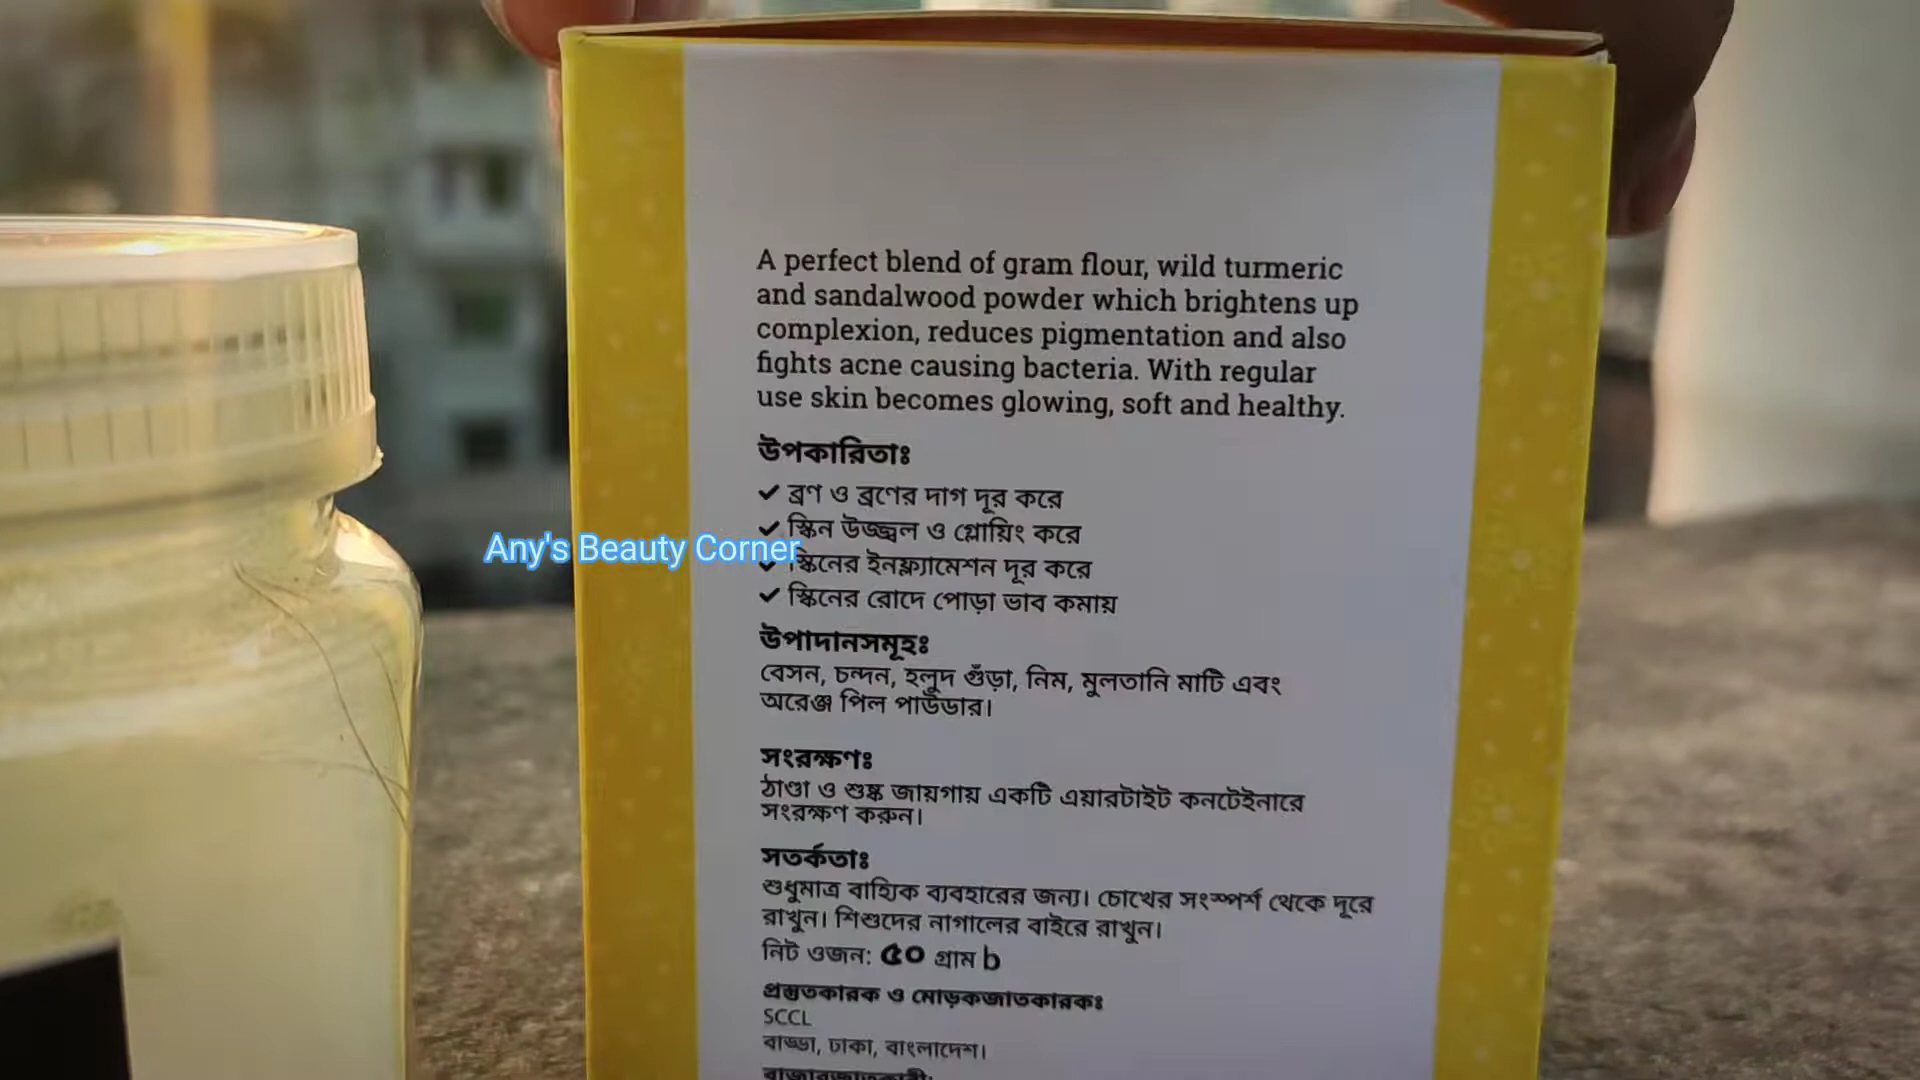 A perfect blend of gram flour, wild turmeric
and sandalwood powder which brightens up
complexion, reduces pigmentation and also
fights acne causing bacteria. With regular
use skin becomes glowing, soft and healthy.
উপকারিতাঃ
✓ ব্রণ ও ব্রণের দাগ দূর করে
✓ স্কিন উজ্জ্বল ও গ্লোয়িং করে
Any's Beauty Corner
✓ স্কিনের ইনফ্ল্যামেশন দূর করে
✓ স্কিনের রোদে পোড়া ভাব কমায়
উপাদানসমূহঃ
বেসন, চন্দন, হলুদ গুঁড়া, নিম, মুলতানি মাটি এবং
অরেঞ্জ পিল পাউডার।
সংরক্ষণঃ
ঠাণ্ডা ও শুষ্ক জায়গায় একটি এয়ারটাইট কনটেইনারে
সংরক্ষণ করুন।
সতর্কতাঃ
শুধুমাত্র বাহ্যিক ব্যবহারের জন্য। চোখের সংস্পর্শ থেকে দূরে
রাখুন। শিশুদের নাগালের বাইরে রাখুন।
নিট ওজন: ৫০ গ্রাম b
প্রস্তুতকারক ও মোড়কজাতকারকঃ
SCCL
বাড্ডা, ঢাকা, বাংলাদেশ।